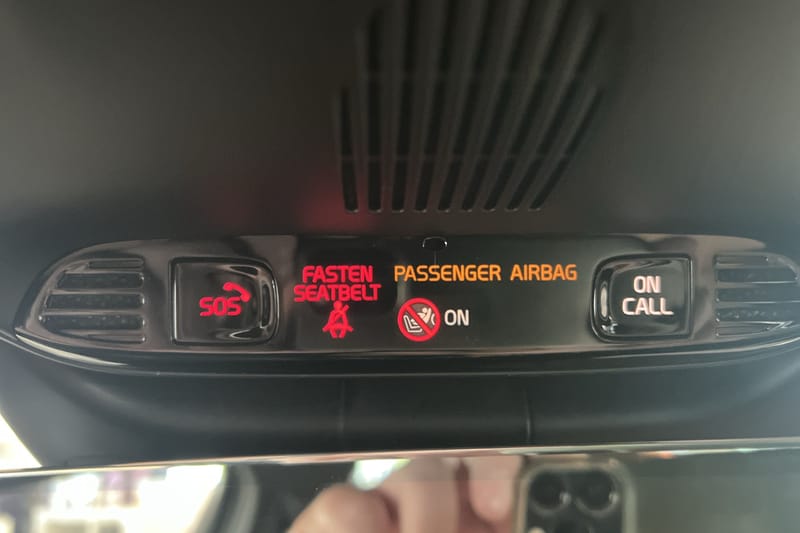 SOS
FASTEN
SEATBELT
PASSENGER AIRBAG
ON
ON
CALL